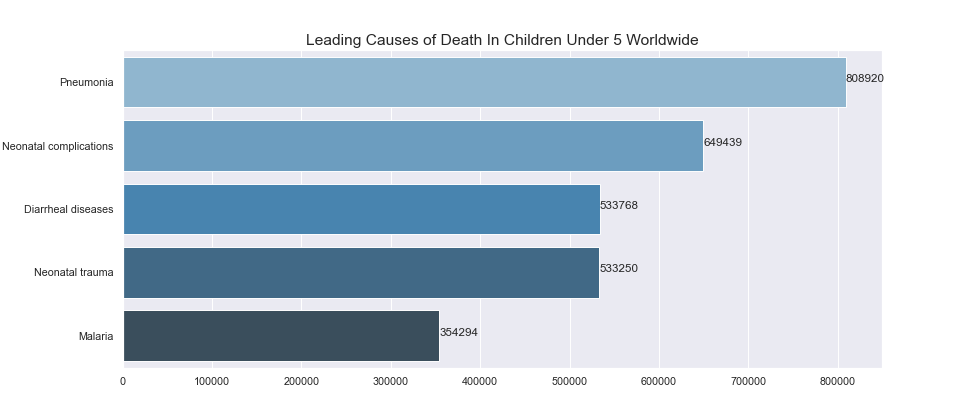 Leading Causes of Death In Children Under 5 Worldwide
Pneumonia
808920
Neonatal complications
649439
Diarrheal diseases
533768
Neonatal trauma
533250
Malaria
354294
0 100000 200000 300000 400000 500000 600000 700000 800000